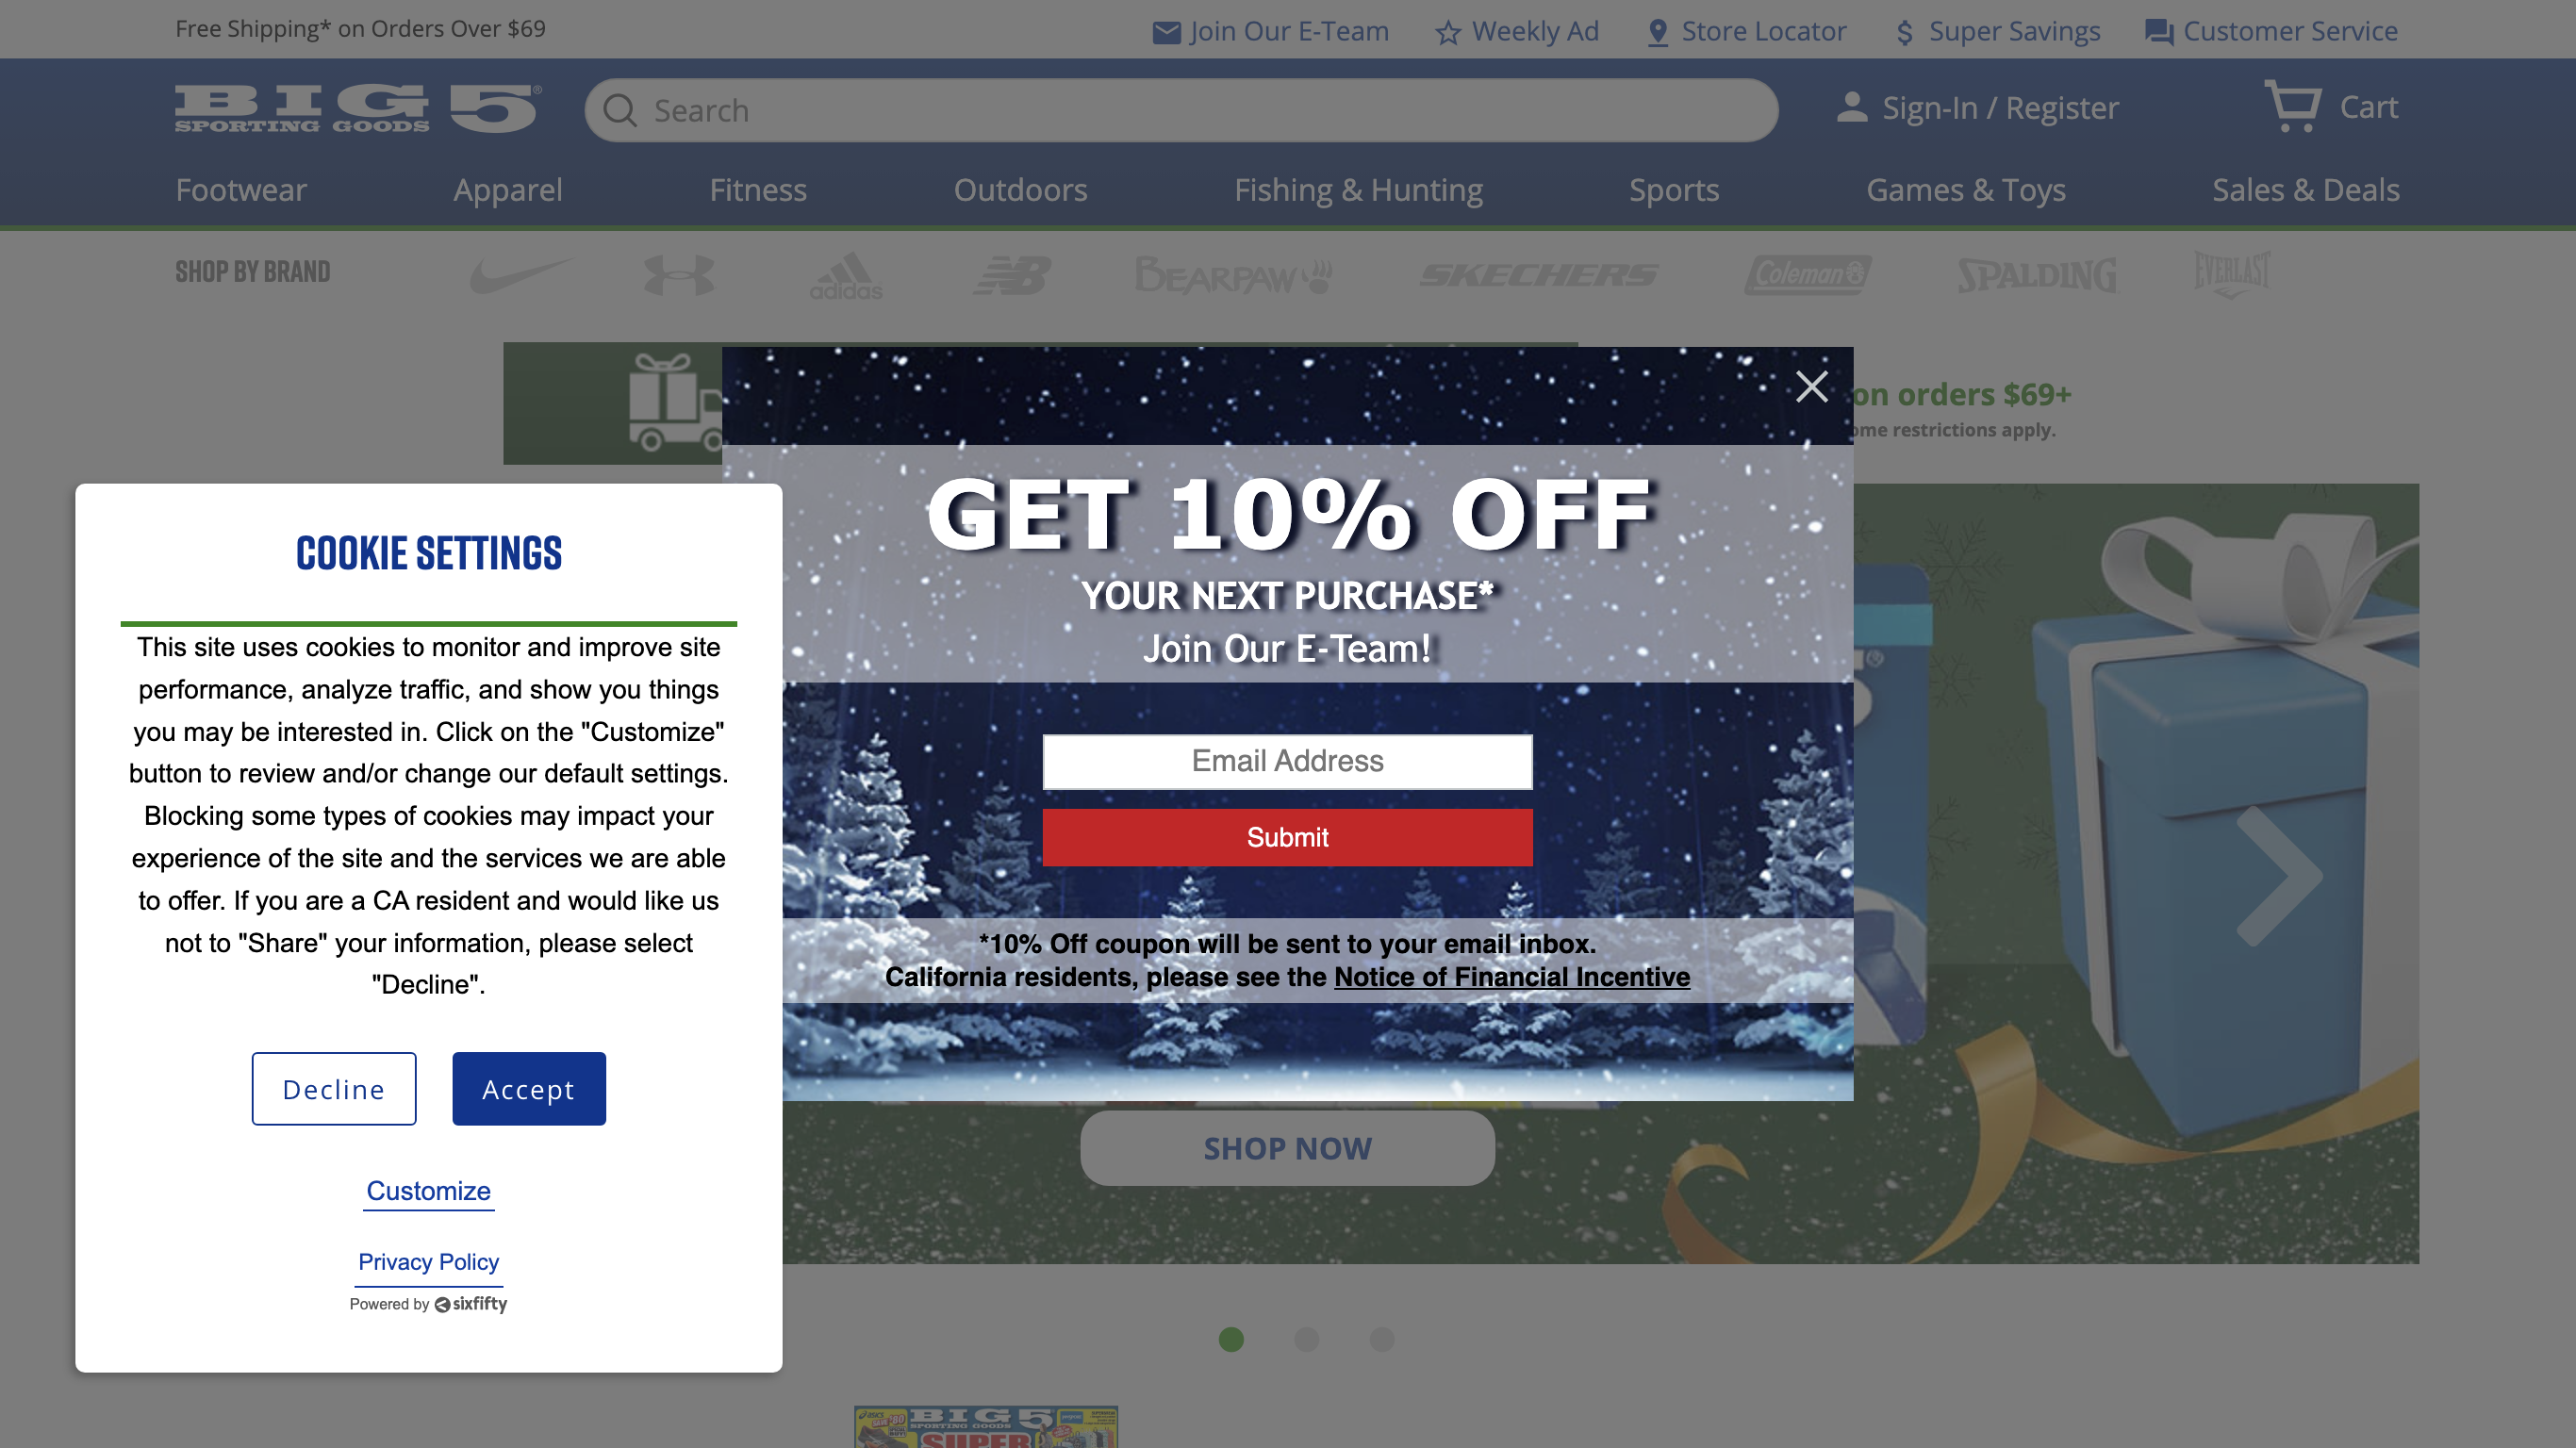 Free Shipping* on Orders Over $69
Join Our E-Team
Weekly Ad
Store Locator
Super Savings
Customer Service
BIG 5®
SPORTING GOODS
Search
Sign-In / Register
Cart
Footwear
Apparel
Fitness
Outdoors
Fishing & Hunting
Sports
Games & Toys
Sales & Deals
SHOP BY BRAND
adidas
NB
BEARPAW
SKECHERS
Coleman
SPALDING
EVERLAST
on orders $69+
restrictions apply.
GET 10% OFF
YOUR NEXT PURCHASE*
Join Our E-Team!
Email Address
Submit
*10% Off coupon will be sent to your email inbox.
California residents, please see the Notice of Financial Incentive
COOKIE SETTINGS
This site uses cookies to monitor and improve site
performance, analyze traffic, and show you things
you may be interested in. Click on the "Customize"
button to review and/or change our default settings.
Blocking some types of cookies may impact your
experience of the site and the services we are able
to offer. If you are a CA resident and would like us
not to "Share" your information, please select
"Decline".
Decline
Accept
Customize
Privacy Policy
Powered by sixfifty
SHOP NOW
asics
BIG 5
SPORTING GOODS
SUPER